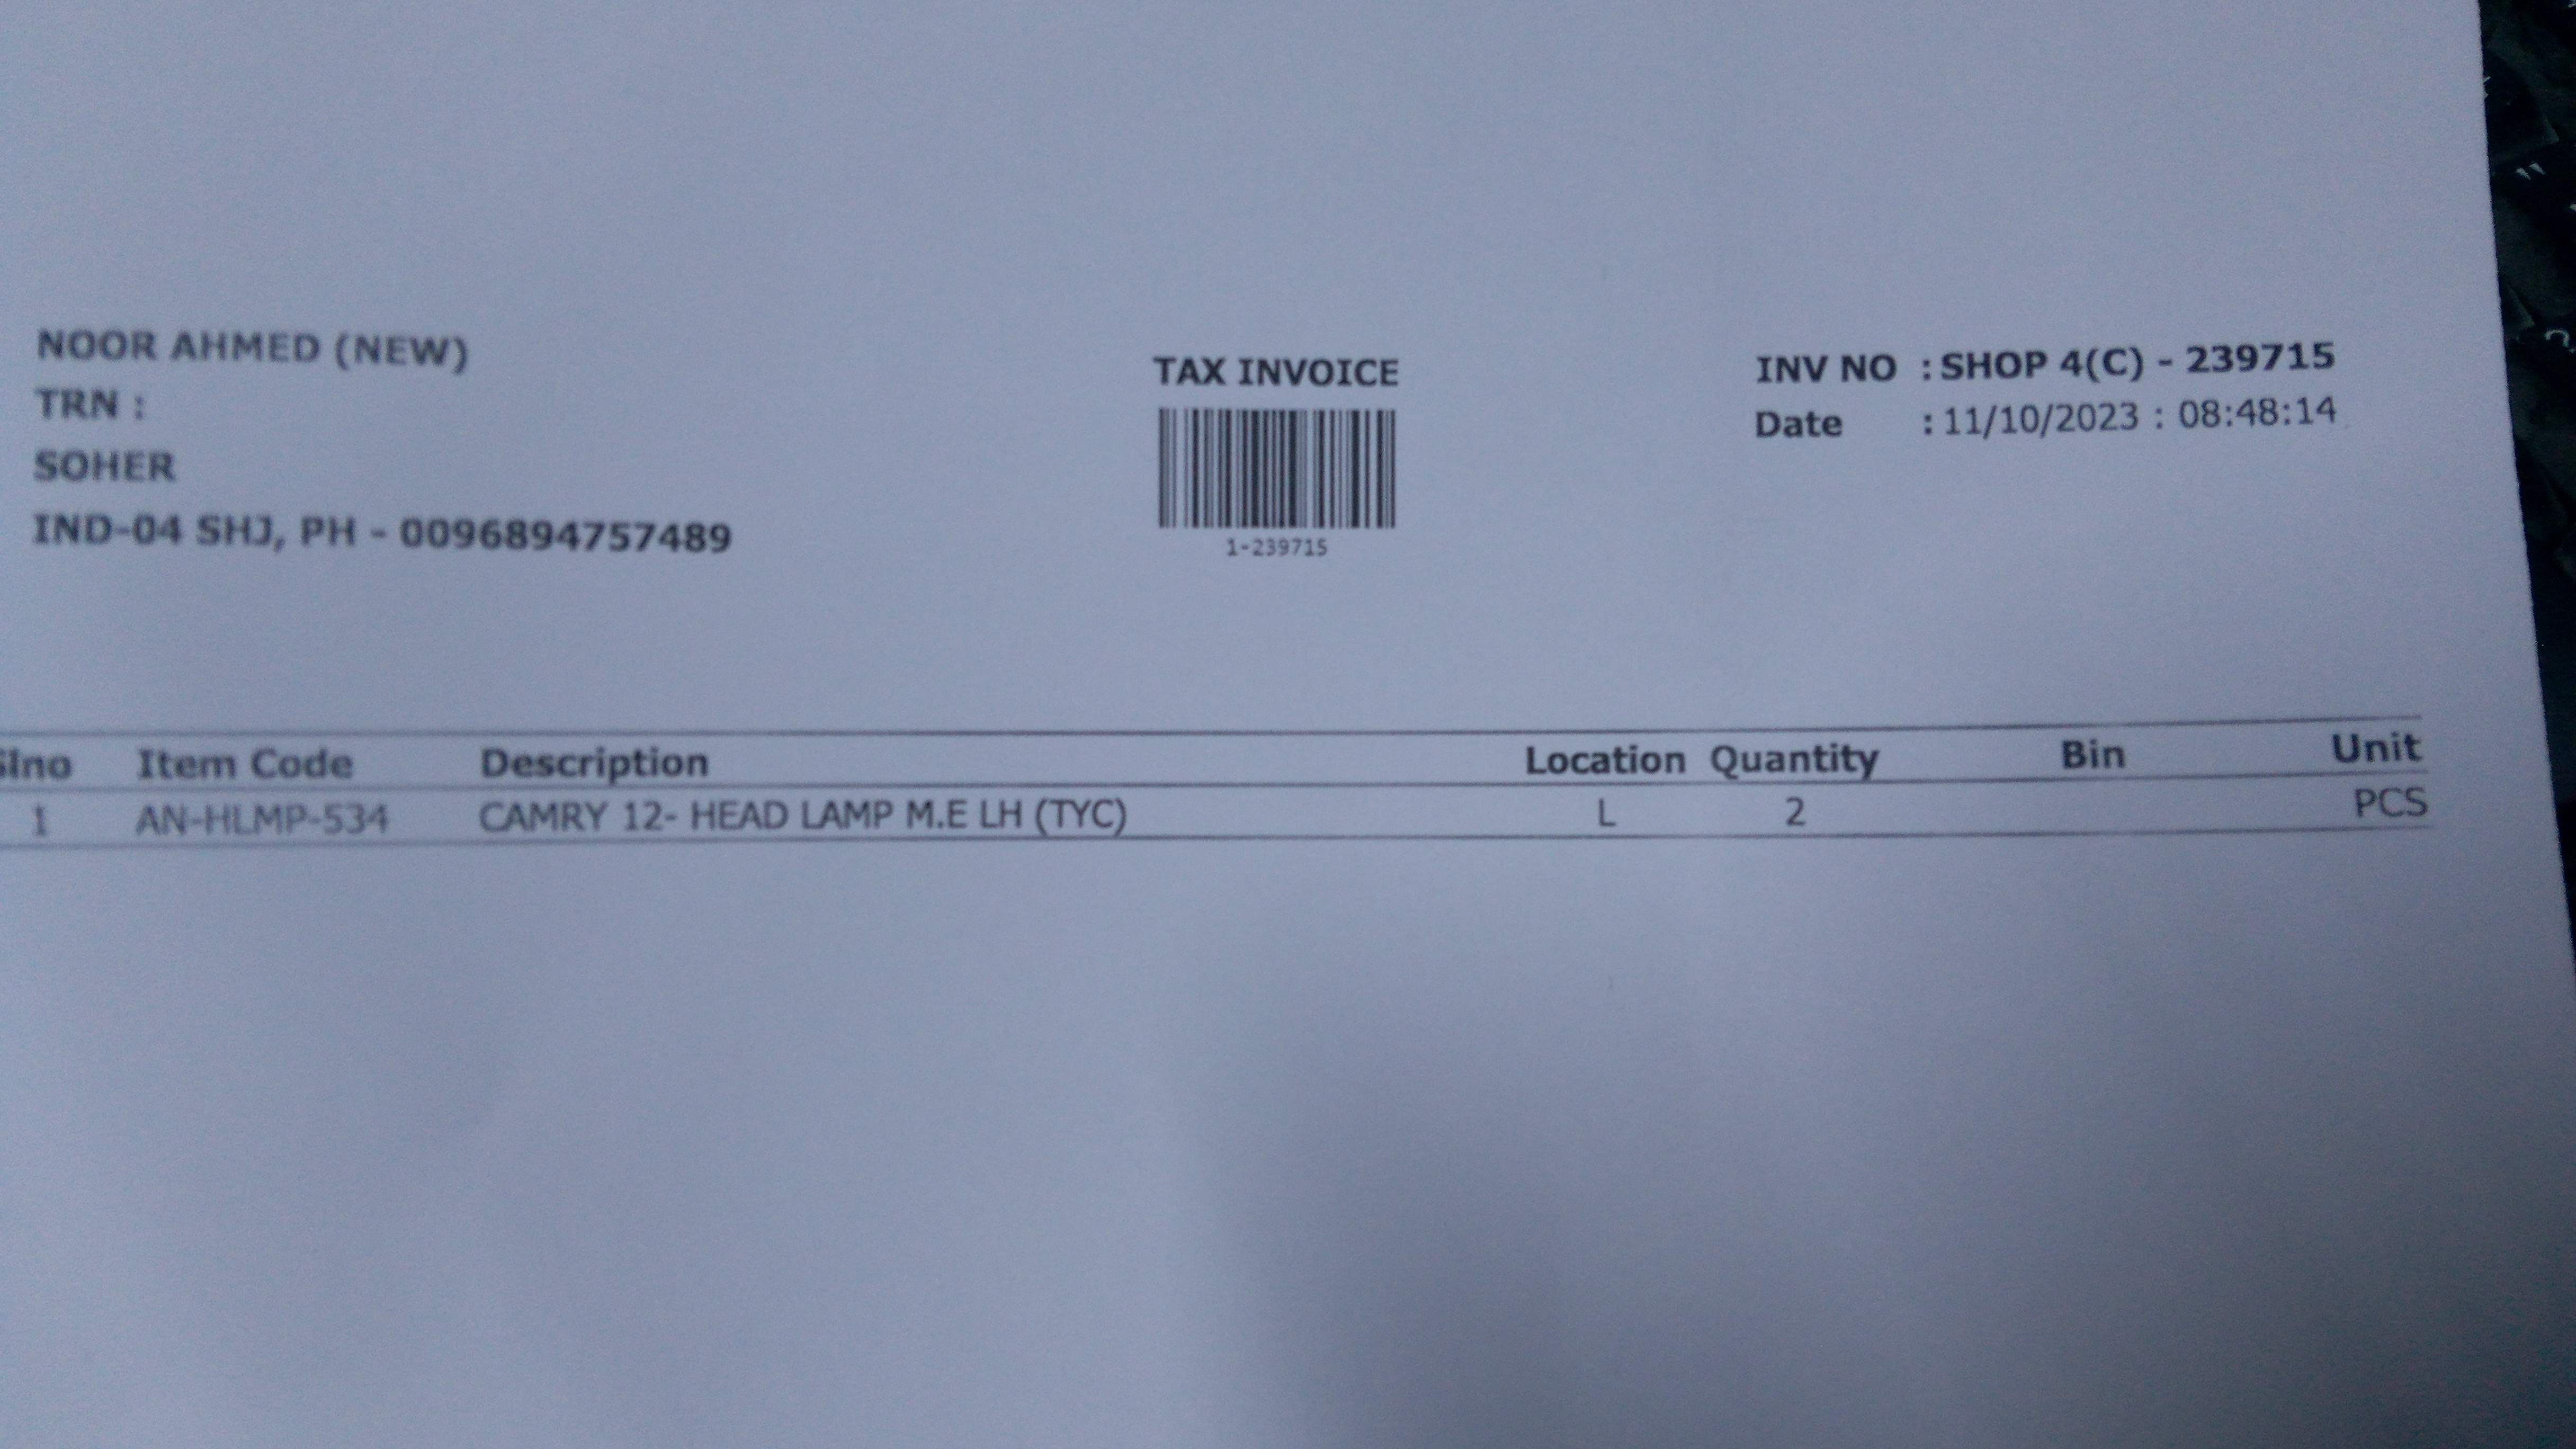 NOOR AHMED (NEW)
TRN :
SOHER
IND-04 SHJ, PH - 0096894757489
TAX INVOICE
1-239715
INV NO : SHOP 4(C) - 239715
Date : 11/10/2023 : 08:48:14
Slno Item Code Description Location Quantity Bin Unit
1 AN-HLMP-534 CAMRY 12- HEAD LAMP M.E LH (TYC) L 2 PCS